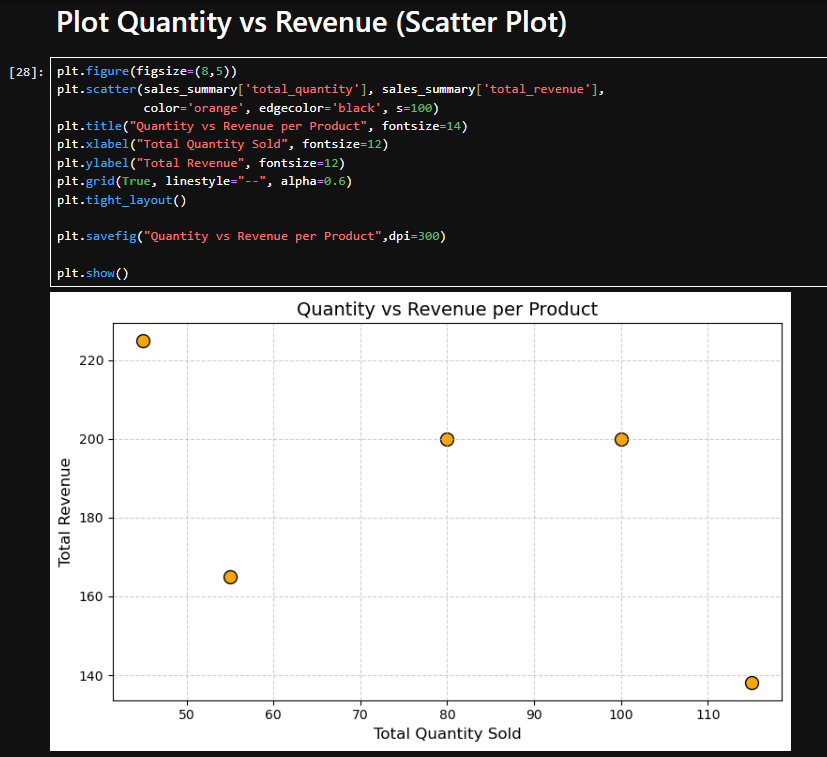 Plot Quantity vs Revenue (Scatter Plot)
[28]:
plt.figure(figsize=(8,5))
plt.scatter(sales_summary['total_quantity'], sales_summary['total_revenue'],
            color='orange', edgecolor='black', s=100)
plt.title("Quantity vs Revenue per Product", fontsize=14)
plt.xlabel("Total Quantity Sold", fontsize=12)
plt.ylabel("Total Revenue", fontsize=12)
plt.grid(True, linestyle="--", alpha=0.6)
plt.tight_layout()
plt.savefig("Quantity vs Revenue per Product",dpi=300)
plt.show()
Quantity vs Revenue per Product
Total Revenue
220
200
180
160
140
50 60 70 80 90 100 110
Total Quantity Sold